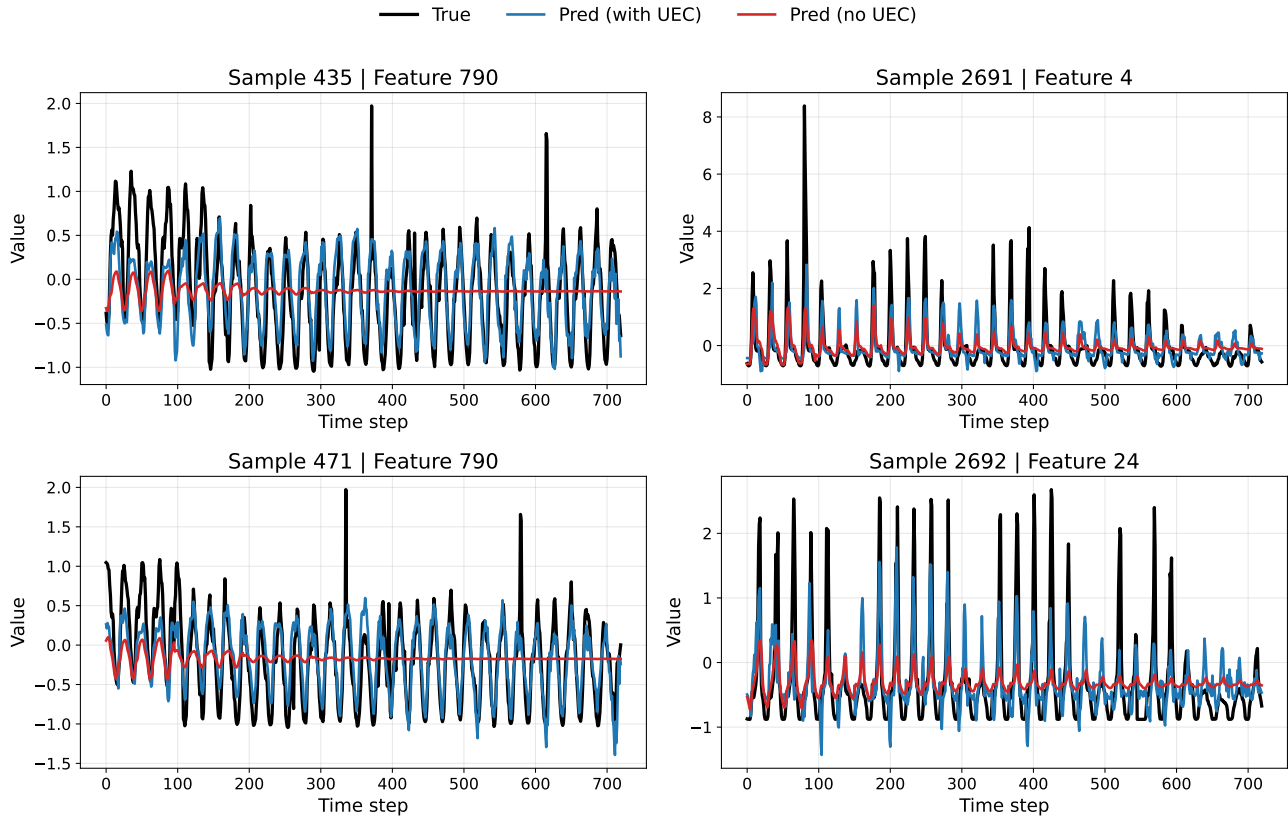 True Pred (with UEC) Pred (no UEC)
Sample 435 | Feature 790
Value
2.0
1.5
1.0
0.5
0.0
−0.5
−1.0
0 100 200 300 400 500 600 700
Time step
Sample 2691 | Feature 4
Value
8
6
4
2
0
0 100 200 300 400 500 600 700
Time step
Sample 471 | Feature 790
Value
2.0
1.5
1.0
0.5
0.0
−0.5
−1.0
−1.5
0 100 200 300 400 500 600 700
Time step
Sample 2692 | Feature 24
Value
2
1
0
−1
0 100 200 300 400 500 600 700
Time step